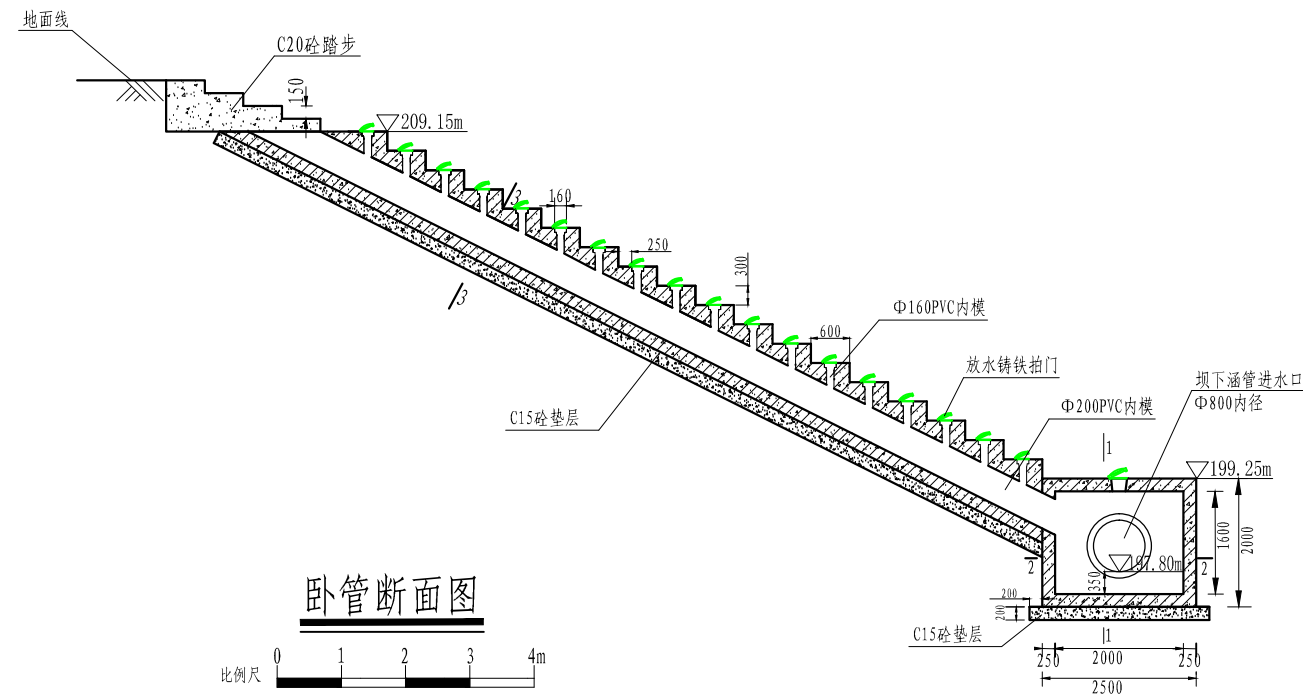 地面线
C20砼踏步
150
209.15m
3
160
250
300
3
Φ160PVC内模
600
放水铸铁拍门
坝下涵管进水口
Φ800内径
C15砼垫层
Φ200PVC内模
1
199.25m
1600
2000
2
197.80m
2
350
200
200
C15砼垫层
1
250
2000
250
2500
卧管断面图
比例尺
0
1
2
3
4m